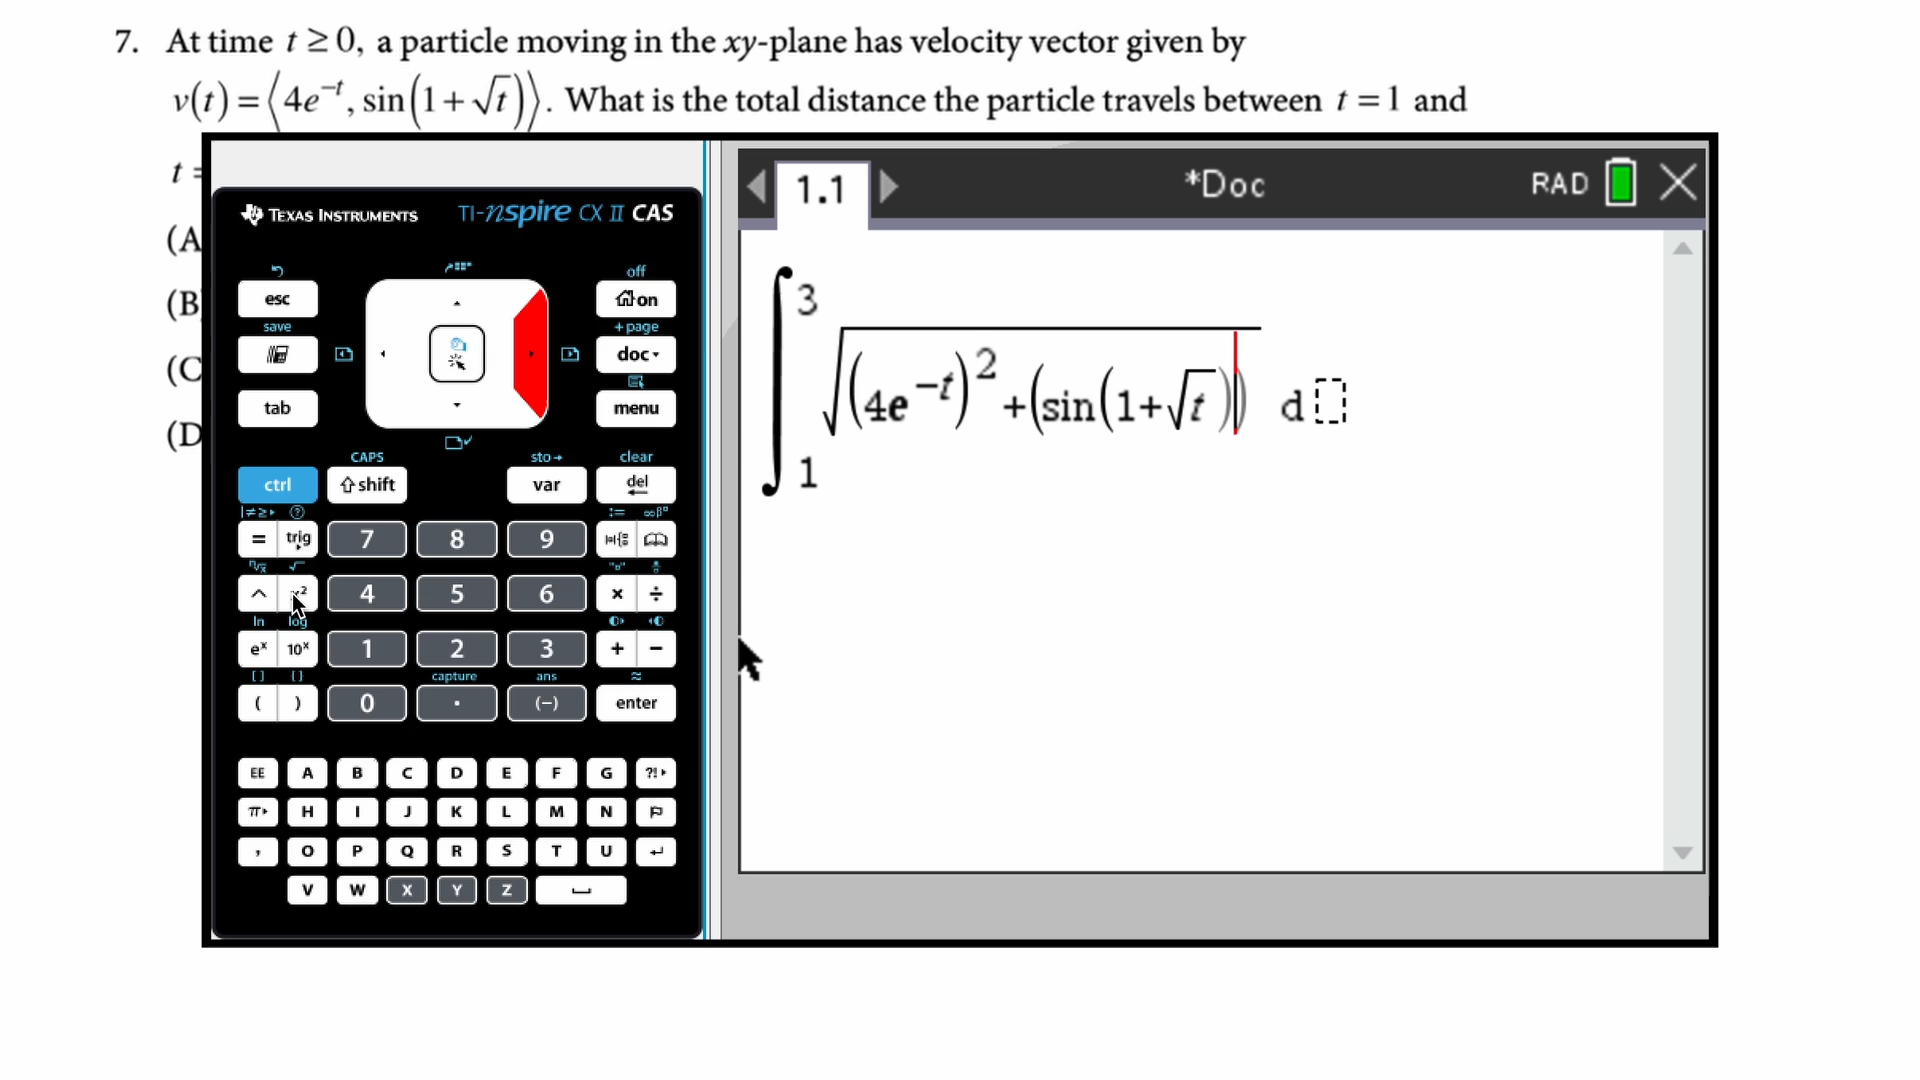 7. At time t ≥ 0, a particle moving in the xy-plane has velocity vector given by
v(t) = ⟨4e^{-t}, sin(1+√t)⟩. What is the total distance the particle travels between t = 1 and
t =
(A
(B
(C
(D
TEXAS INSTRUMENTS TI-nspire CX II CAS
off
esc
⌂on
save
+ page
doc▾
tab
menu
CAPS sto→ clear
ctrl ⇧shift var del
|≠≥▸ ? := ∞β°
= trig 7 8 9
ⁿ√x √
^ x² 4 5 6 × ÷
ln log
eˣ 10ˣ 1 2 3 + −
[ ] { } capture ans ≈
( ) 0 . (−) enter
EE A B C D E F G ?!▸
π▸ H I J K L M N
, O P Q R S T U ↵
V W X Y Z
1.1 *Doc RAD
∫₁³ √((4e^{-t})²+(sin(1+√t))) d